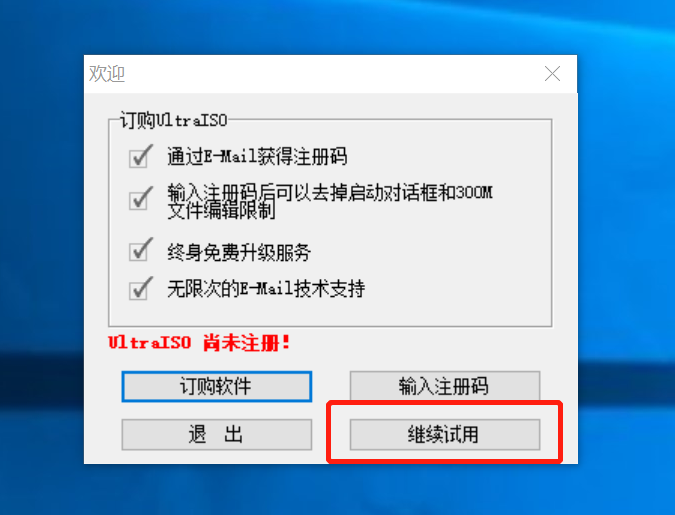 欢迎
订购UltraISO
通过E-Mail获得注册码
输入注册码后可以去掉启动对话框和300M
文件编辑限制
终身免费升级服务
无限次的E-Mail技术支持
UltraISO 尚未注册!
订购软件
输入注册码
退 出
继续试用